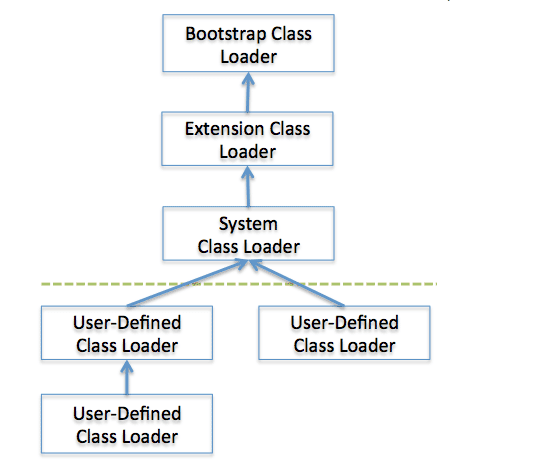 Bootstrap Class
Loader
Extension Class
Loader
System
Class Loader
User-Defined
Class Loader
User-Defined
Class Loader
User-Defined
Class Loader